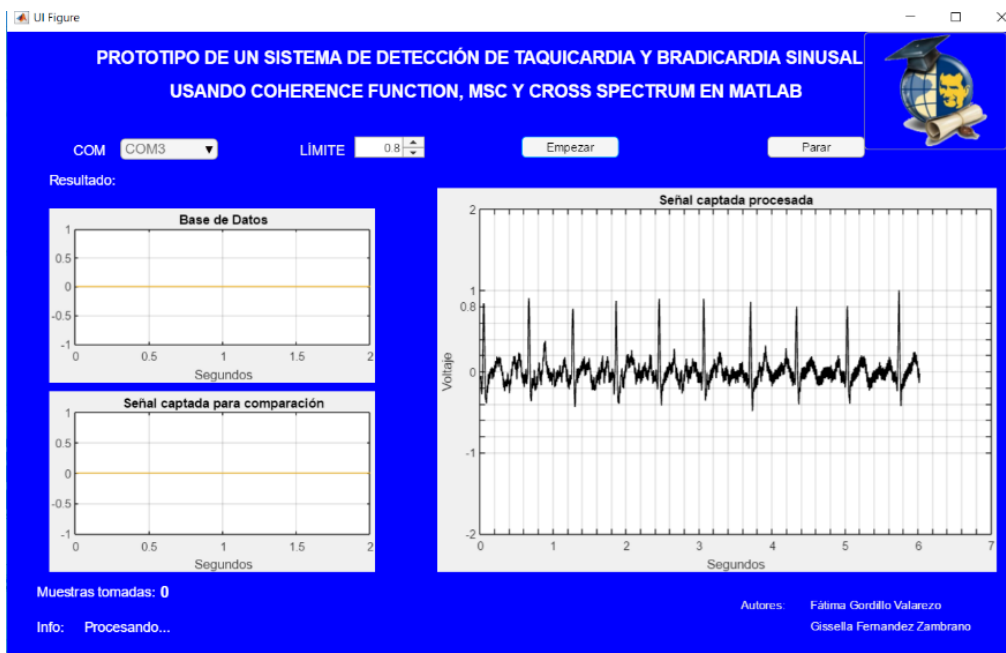 UI Figure
PROTOTIPO DE UN SISTEMA DE DETECCIÓN DE TAQUICARDIA Y BRADICARDIA SINUSAL
USANDO COHERENCE FUNCTION, MSC Y CROSS SPECTRUM EN MATLAB
COM COM3 LÍMITE 0.8 Empezar Parar
Resultado:
Base de Datos
1
0.5
0
-0.5
-1
0 0.5 1 1.5 2
Segundos
Señal captada para comparación
1
0.5
0
-0.5
-1
0 0.5 1 1.5 2
Segundos
Señal captada procesada
2
1
0.8
0
-1
-2
Voltaje
0 1 2 3 4 5 6 7
Segundos
Muestras tomadas: 0
Info: Procesando...
Autores: Fátima Gordillo Valarezo
Gissella Fernandez Zambrano